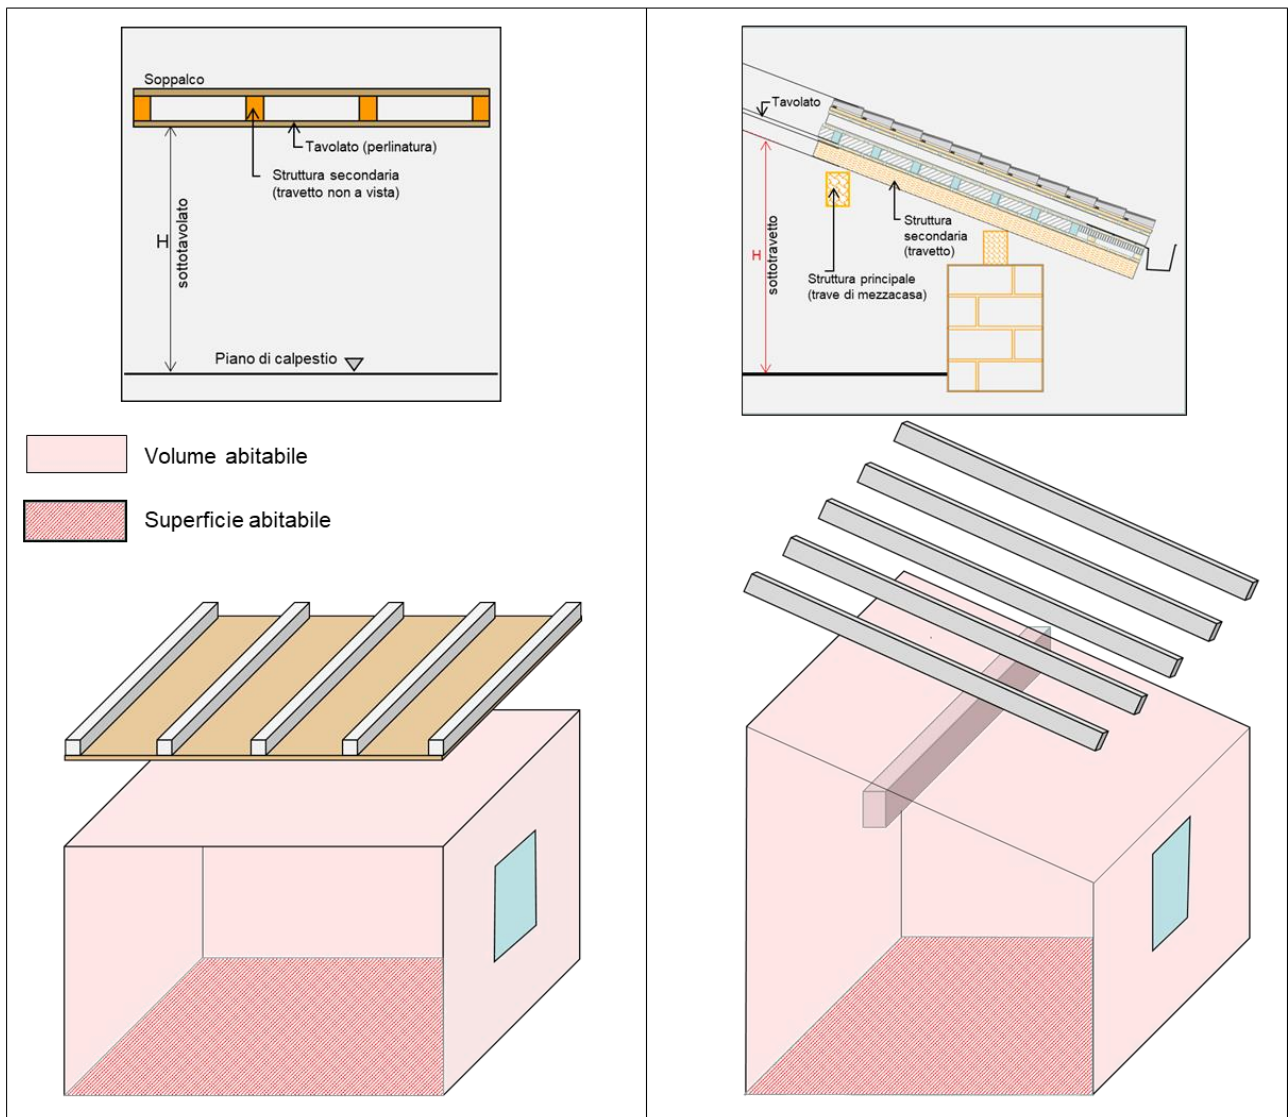 Soppalco
Tavolato (perlinatura)
Struttura secondaria
(travetto non a vista)
H
sottotavolato
Piano di calpestio
Volume abitabile
Superficie abitabile
Tavolato
Struttura
secondaria
(travetto)
H
sottotravetto
Struttura principale
(trave di mezzacasa)